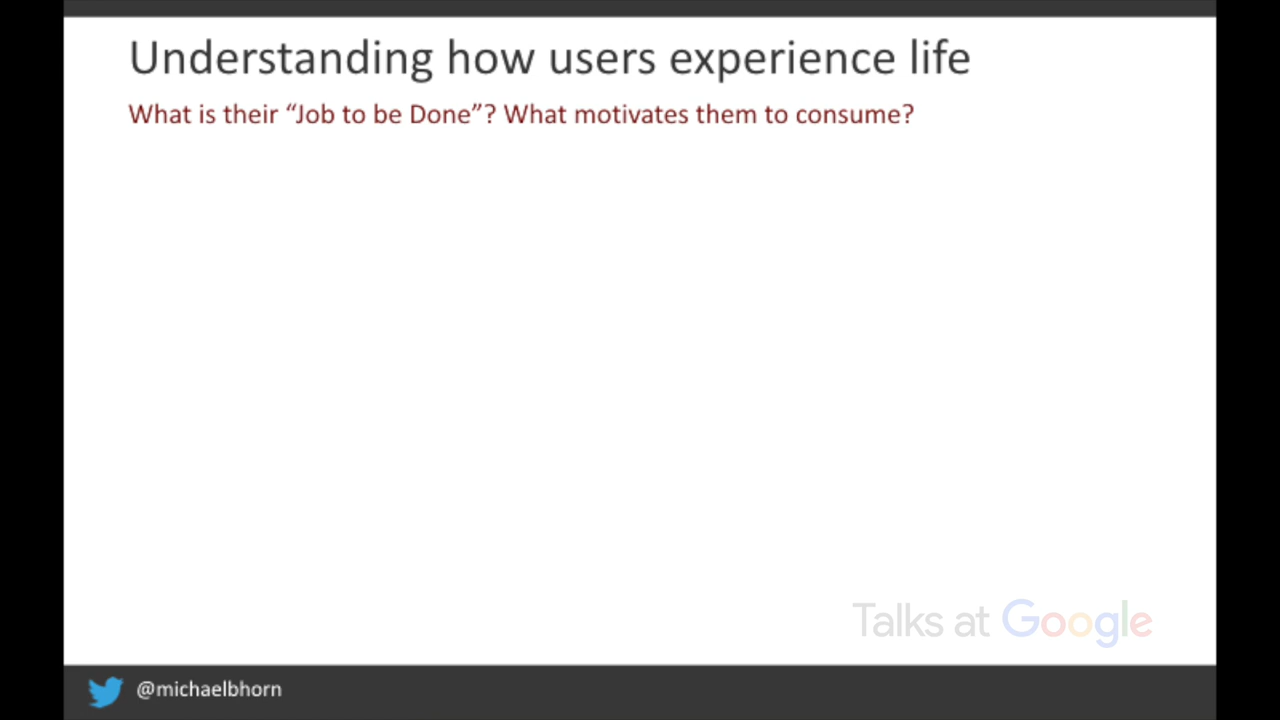 Understanding how users experience life
What is their “Job to be Done”? What motivates them to consume?
Talks at Google
@michaelbhorn